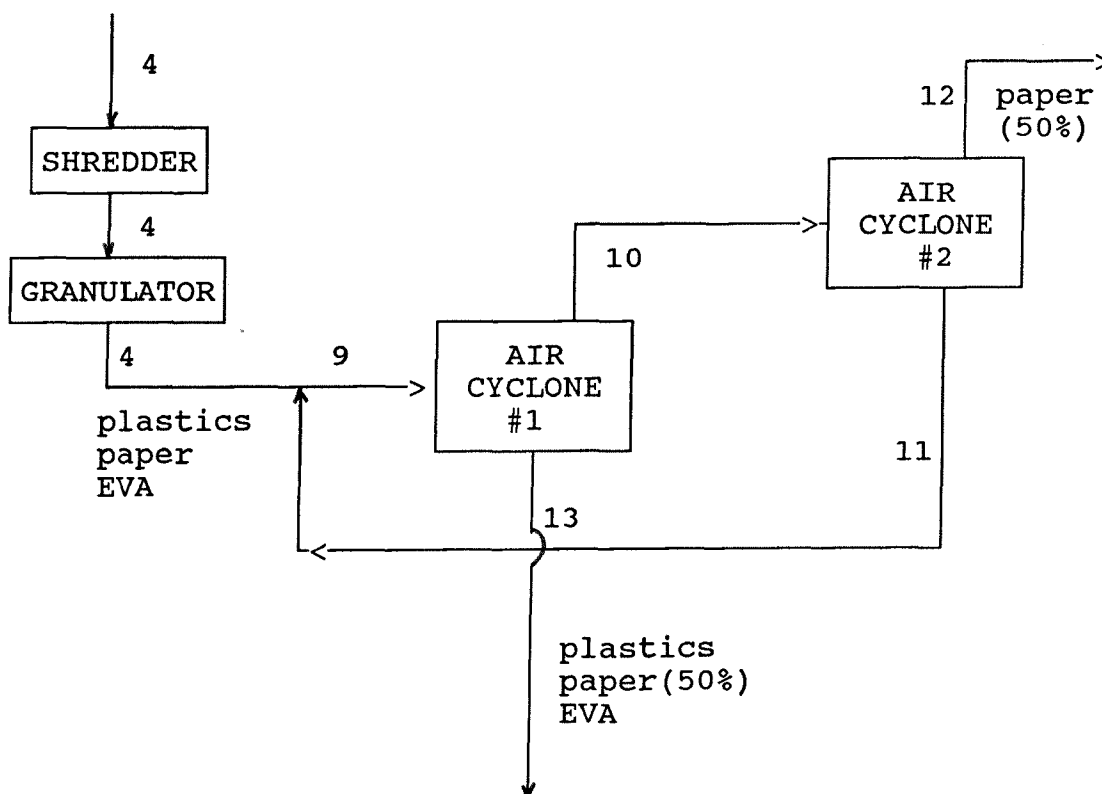 4
SHREDDER
4
GRANULATOR
4
plastics
paper
EVA
9
AIR
CYCLONE
#1
10
AIR
CYCLONE
#2
12
paper
(50%)
11
13
plastics
paper(50%)
EVA